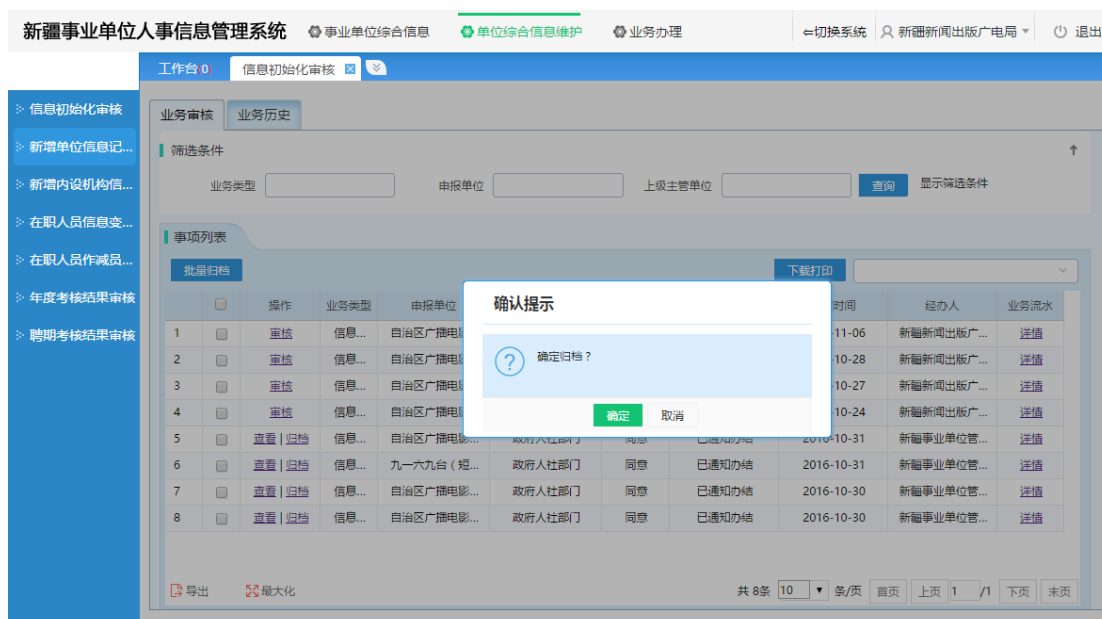 新疆事业单位人事信息管理系统 事业单位综合信息 单位综合信息维护 业务办理 ⇐切换系统 新疆新闻出版广电局 退出
工作台(0) 信息初始化审核
信息初始化审核
新增单位信息记...
新增内设机构信...
在职人员信息变...
在职人员作减员...
年度考核结果审核
聘期考核结果审核
业务审核 业务历史
筛选条件
业务类型 申报单位 上级主管单位 查询 显示筛选条件
事项列表
批量归档 下载打印
操作 业务类型 申报单位 时间 经办人 业务流水
确认提示
确定归档？
确定 取消
1 审核 信息... 自治区广播电 -11-06 新疆新闻出版广... 详情
2 审核 信息... 自治区广播电 -10-28 新疆新闻出版广... 详情
3 审核 信息... 自治区广播电 -10-27 新疆新闻出版广... 详情
4 审核 信息... 自治区广播电 -10-24 新疆新闻出版广... 详情
5 查看 | 归档 信息... 自治区广播电影... 政府人社部门 同意 已通知办结 2016-10-31 新疆事业单位管... 详情
6 查看 | 归档 信息... 九一六九台（短... 政府人社部门 同意 已通知办结 2016-10-31 新疆事业单位管... 详情
7 查看 | 归档 信息... 自治区广播电影... 政府人社部门 同意 已通知办结 2016-10-30 新疆事业单位管... 详情
8 查看 | 归档 信息... 自治区广播电影... 政府人社部门 同意 已通知办结 2016-10-30 新疆事业单位管... 详情
导出 最大化 共 8条 10 条/页 首页 上页 1 /1 下页 末页